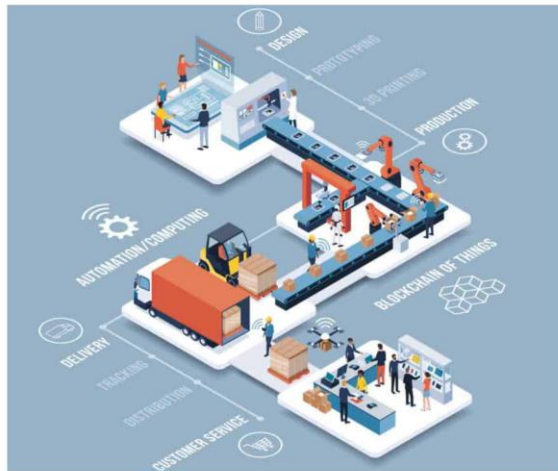 DESIGN
PROTOTYPING
3D PRINTING
PRODUCTION
AUTOMATION/COMPUTING
BLOCKCHAIN OF THINGS
DELIVERY
TRACKING
DISTRIBUTION
CUSTOMER SERVICE